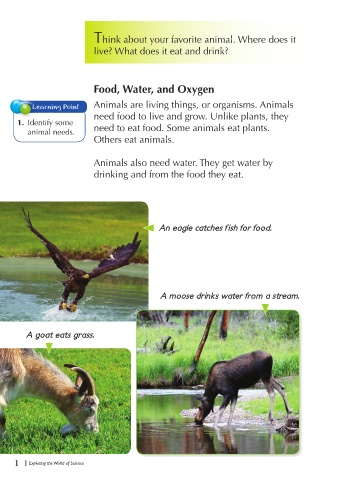 Think about your favorite animal. Where does it
live? What does it eat and drink?
Food, Water, and Oxygen
Learning Point
1. Identify some
animal needs.
Animals are living things, or organisms. Animals
need food to live and grow. Unlike plants, they
need to eat food. Some animals eat plants.
Others eat animals.
Animals also need water. They get water by
drinking and from the food they eat.
An eagle catches fish for food.
A moose drinks water from a stream.
A goat eats grass.
1 | Exploring the World of Science